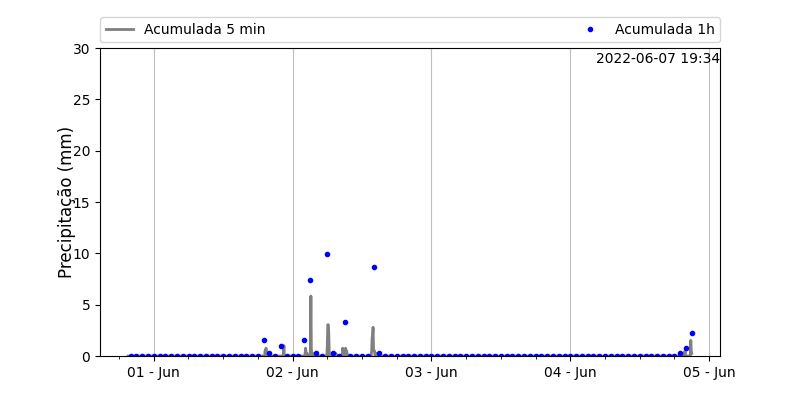 Acumulada 5 min
Acumulada 1h
2022-06-07 19:34
Precipitação (mm)
30
25
20
15
10
5
0
01 - Jun
02 - Jun
03 - Jun
04 - Jun
05 - Jun